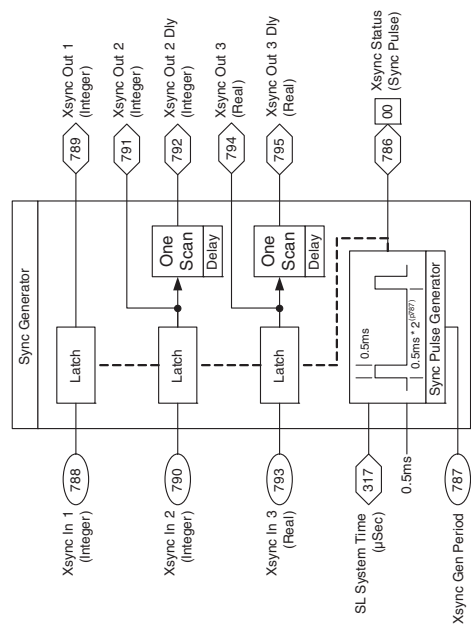 Sync Generator
Xsync In 1
(Integer)
788
Latch
789
Xsync Out 1
(Integer)
791
Xsync Out 2
(Integer)
Xsync In 2
(Integer)
790
Latch
One
Scan
Delay
792
Xsync Out 2 Dly
(Integer)
794
Xsync Out 3
(Real)
Xsync In 3
(Real)
793
Latch
One
Scan
Delay
795
Xsync Out 3 Dly
(Real)
SL System Time
(µSec)
317
0.5ms
0.5ms
0.5ms * 2^(p787)
Sync Pulse Generator
786
00
Xsync Status
(Sync Pulse)
Xsync Gen Period
787